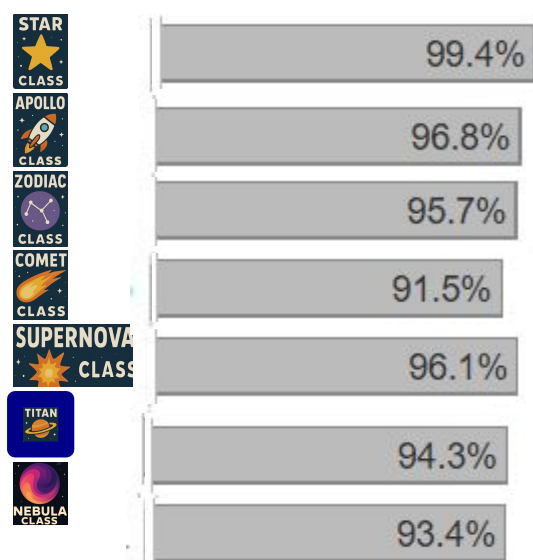 STAR
CLASS
99.4%
APOLLO
CLASS
96.8%
ZODIAC
CLASS
95.7%
COMET
CLASS
91.5%
SUPERNOVA
CLASS
96.1%
TITAN
94.3%
NEBULA
CLASS
93.4%